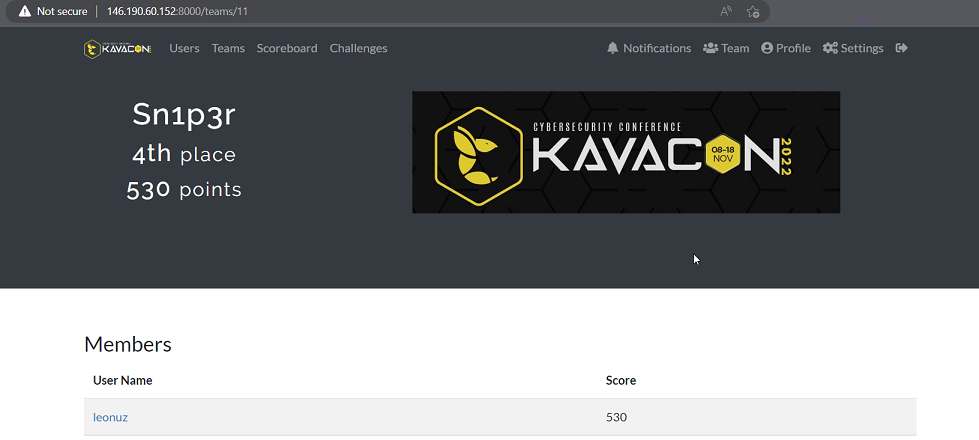 Not secure | 146.190.60.152:8000/teams/11
KAVACON Users Teams Scoreboard Challenges Notifications Team Profile Settings
Sn1p3r
4th place
530 points
CYBERSECURITY CONFERENCE
KAVACON 2022
08-18
NOV
Members
User Name Score
leonuz 530